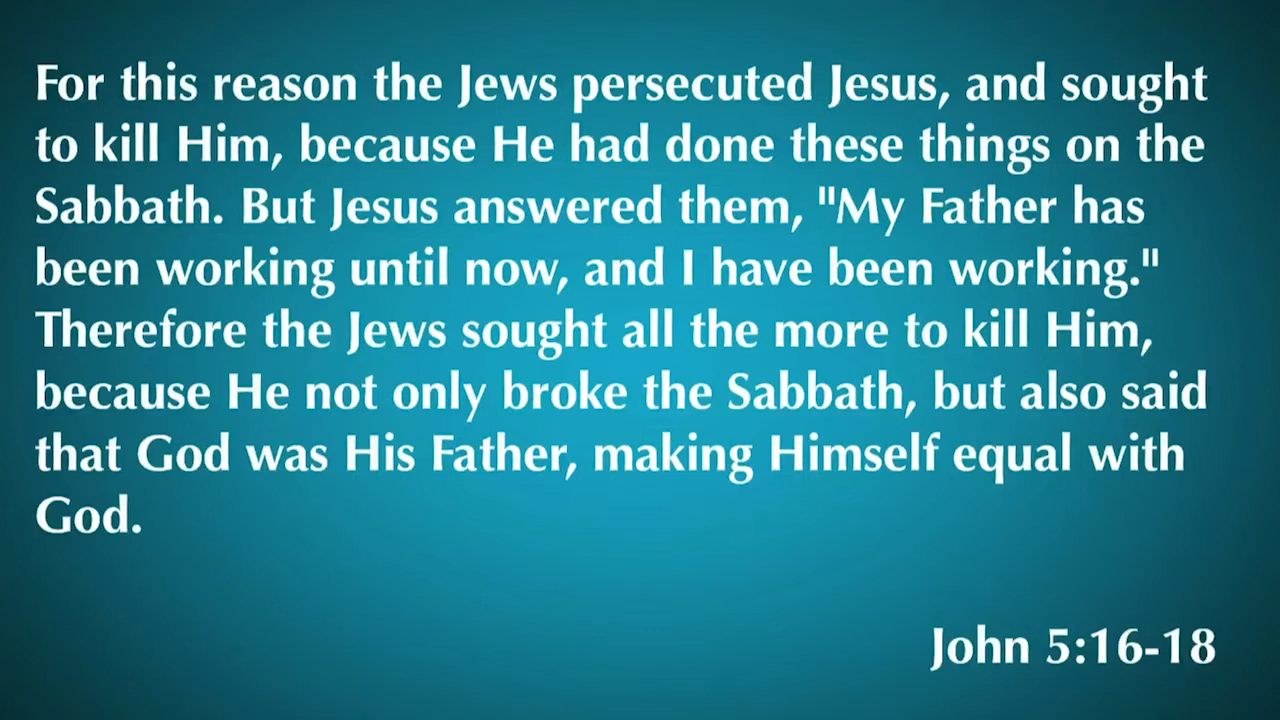 For this reason the Jews persecuted Jesus, and sought
to kill Him, because He had done these things on the
Sabbath. But Jesus answered them, "My Father has
been working until now, and I have been working."
Therefore the Jews sought all the more to kill Him,
because He not only broke the Sabbath, but also said
that God was His Father, making Himself equal with
God.
John 5:16-18